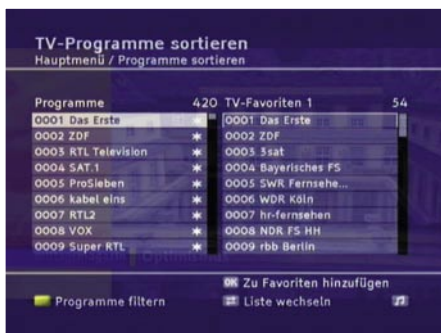 TV-Programme sortieren
Hauptmenü / Programme sortieren
Programme 420 TV-Favoriten 1 54
0001 Das Erste * 0001 Das Erste
0002 ZDF * 0002 ZDF
0003 RTL Television * 0003 3sat
0004 SAT.1 * 0004 Bayerisches FS
0005 ProSieben * 0005 SWR Fernsehe...
0006 kabel eins * 0006 WDR Köln
0007 RTL2 * 0007 hr-fernsehen
0008 VOX * 0008 NDR FS HH
0009 Super RTL * 0009 rbb Berlin
OK Zu Favoriten hinzufügen
Programme filtern Liste wechseln